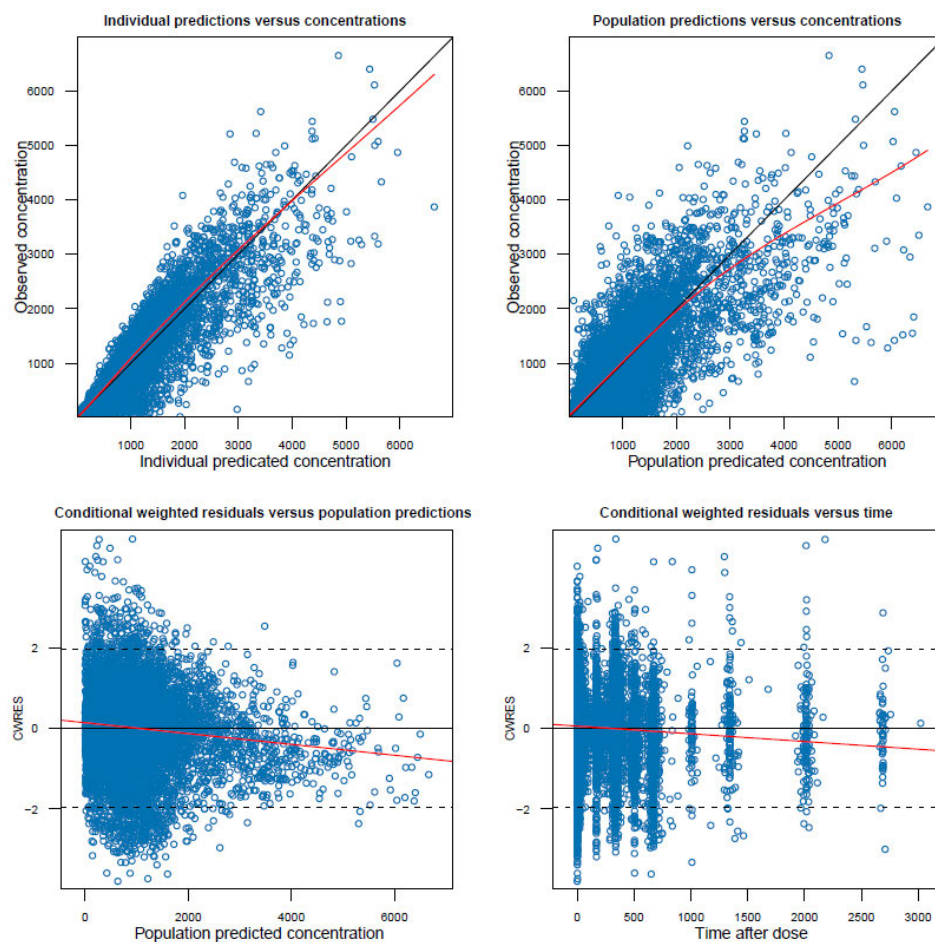 Individual predictions versus concentrations
Observed concentration
6000
5000
4000
3000
2000
1000
1000 2000 3000 4000 5000 6000
Individual predicated concentration
Population predictions versus concentrations
Observed concentration
6000
5000
4000
3000
2000
1000
1000 2000 3000 4000 5000 6000
Population predicated concentration
Conditional weighted residuals versus population predictions
CWRES
2
0
−2
0 2000 4000 6000
Population predicted concentration
Conditional weighted residuals versus time
CWRES
2
0
−2
0 500 1000 1500 2000 2500 3000
Time after dose